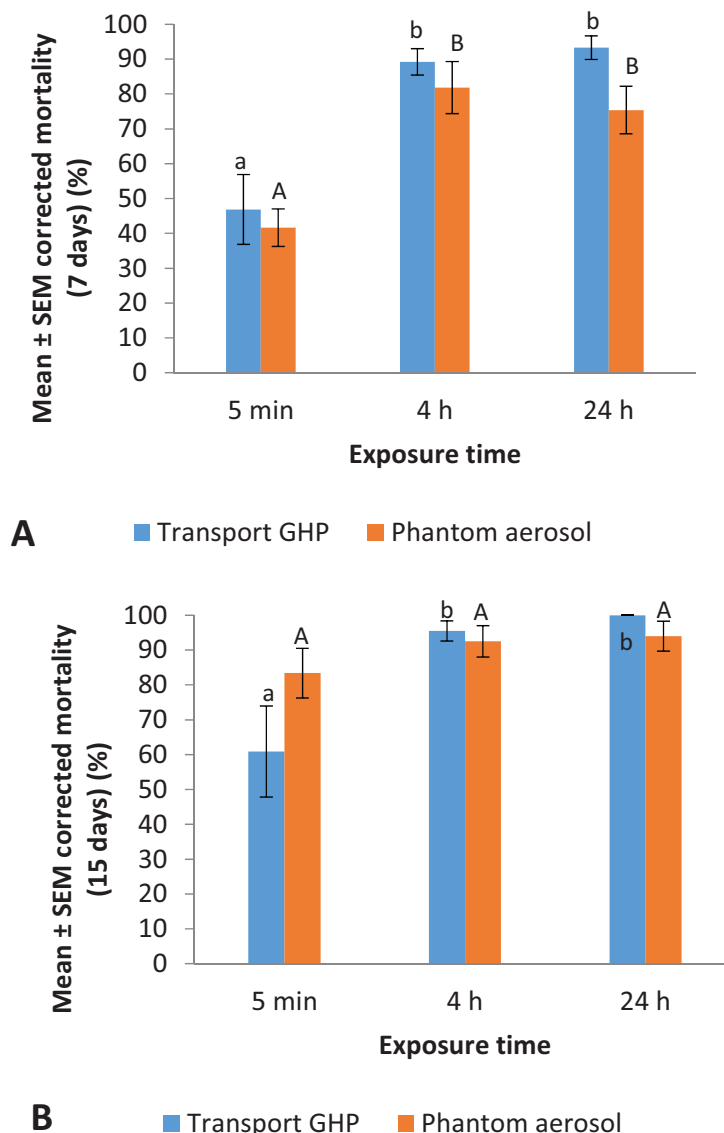 Mean ± SEM corrected mortality
(7 days) (%)
100
90
80
70
60
50
40
30
20
10
0
a
A
b
B
b
B
5 min
4 h
24 h
Exposure time
A
Transport GHP
Phantom aerosol
Mean ± SEM corrected mortality
(15 days) (%)
100
90
80
70
60
50
40
30
20
10
0
a
A
b
A
b
A
5 min
4 h
24 h
Exposure time
B
Transport GHP
Phantom aerosol